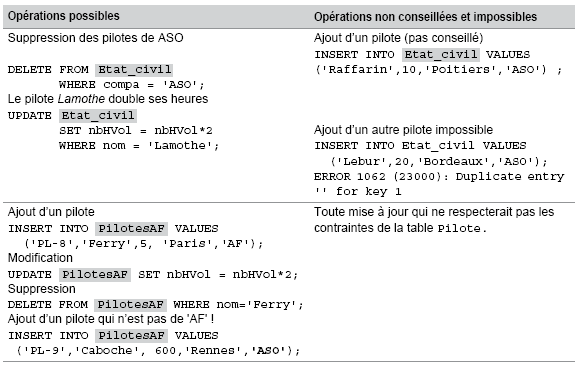 Opérations possibles
Opérations non conseillées et impossibles
Suppression des pilotes de ASO
DELETE FROM Etat_civil
WHERE compa = 'ASO';
Le pilote Lamothe double ses heures
UPDATE Etat_civil
SET nbHVol = nbHVol*2
WHERE nom = 'Lamothe';
Ajout d'un pilote (pas conseillé)
INSERT INTO Etat_civil VALUES
('Raffarin',10,'Poitiers','ASO') ;
Ajout d'un autre pilote impossible
INSERT INTO Etat_civil VALUES
('Lebur',20,'Bordeaux','ASO');
ERROR 1062 (23000): Duplicate entry
'' for key 1
Ajout d'un pilote
INSERT INTO PilotesAF VALUES
('PL-8','Ferry',5, 'Paris','AF');
Modification
UPDATE PilotesAF SET nbHVol = nbHVol*2;
Suppression
DELETE FROM PilotesAF WHERE nom='Ferry';
Ajout d'un pilote qui n'est pas de 'AF' !
INSERT INTO PilotesAF VALUES
('PL-9','Caboche', 600,'Rennes','ASO');
Toute mise à jour qui ne respecterait pas les
contraintes de la table Pilote.